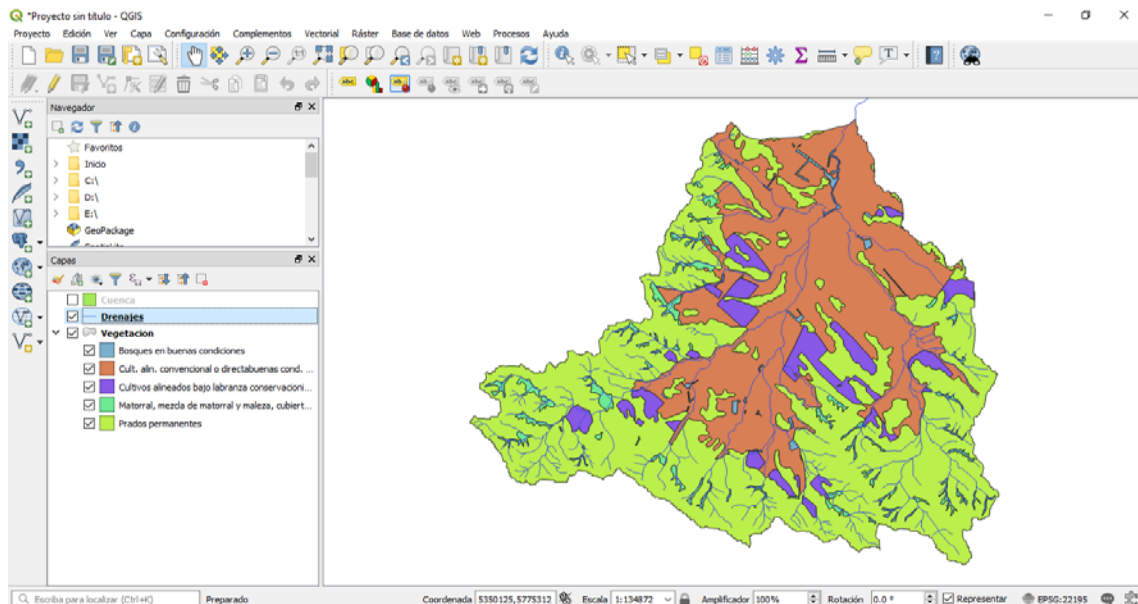 *Proyecto sin título - QGIS
Proyecto Edición Ver Capa Configuración Complementos Vectorial Ráster Base de datos Web Procesos Ayuda
Navegador
Favoritos
Inicio
C:\
D:\
E:\
GeoPackage
Capas
Cuenca
Drenajes
Vegetacion
Bosques en buenas condiciones
Cult. alin. convencional o directabuenas cond. ...
Cultivos alineados bajo labranza conservacioni...
Matorral, mezcla de matorral y maleza, cubiert...
Prados permanentes
Escriba para localizar (Ctrl+K) Preparado Coordenada 5350125,5775312 Escala 1:134872 Amplificador 100% Rotación 0.0 ° Representar EPSG:22195